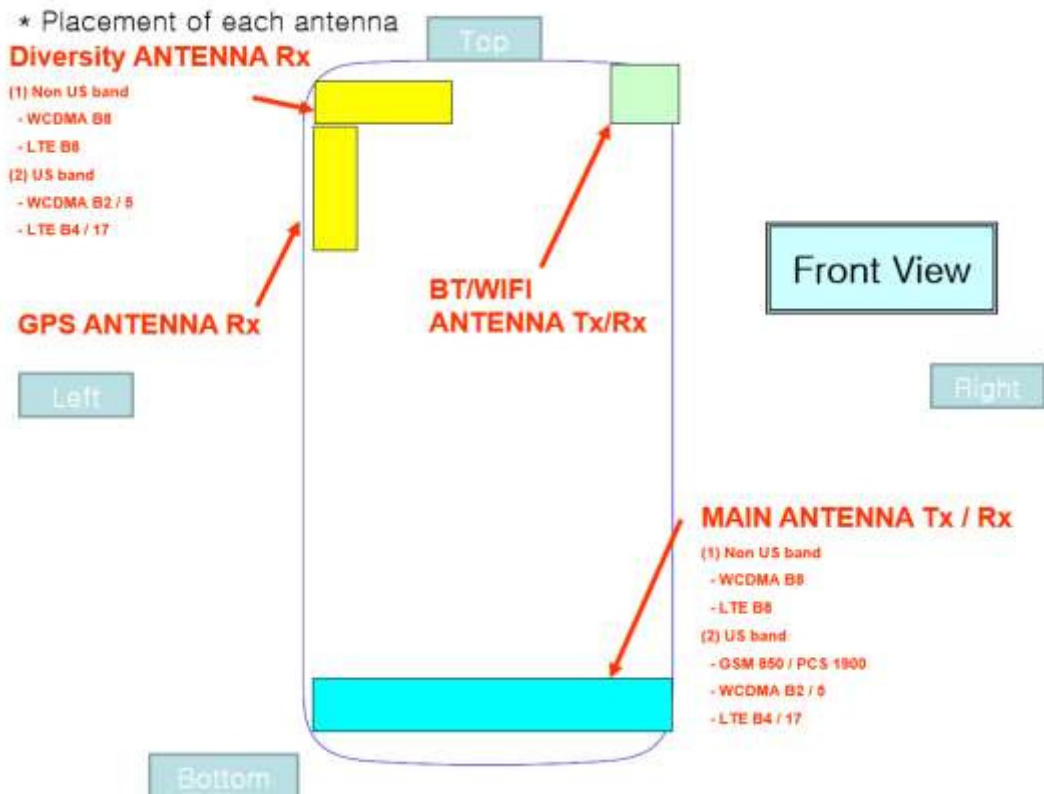 * Placement of each antenna
Top
Diversity ANTENNA Rx
(1) Non US band
- WCDMA B8
- LTE B8
(2) US band
- WCDMA B2 / 5
- LTE B4 / 17
GPS ANTENNA Rx
BT/WIFI
ANTENNA Tx/Rx
Front View
Left
Right
MAIN ANTENNA Tx / Rx
(1) Non US band
- WCDMA B8
- LTE B8
(2) US band
- GSM 850 / PCS 1900
- WCDMA B2 / 5
- LTE B4 / 17
Bottom